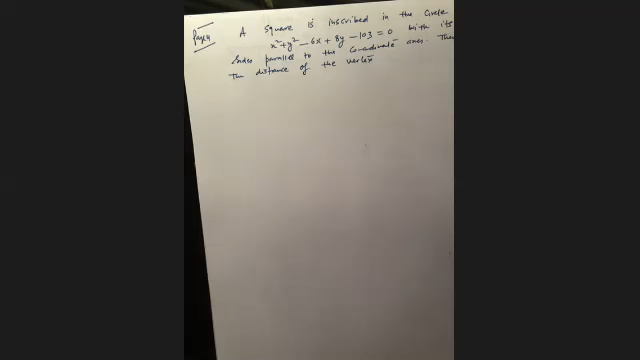 Page 4 A square is inscribed in the Circle
x²+y² - 6x + 8y - 103 = 0 with its
sides parallel to the co-ordinate axes. Then
the distance of the vertex